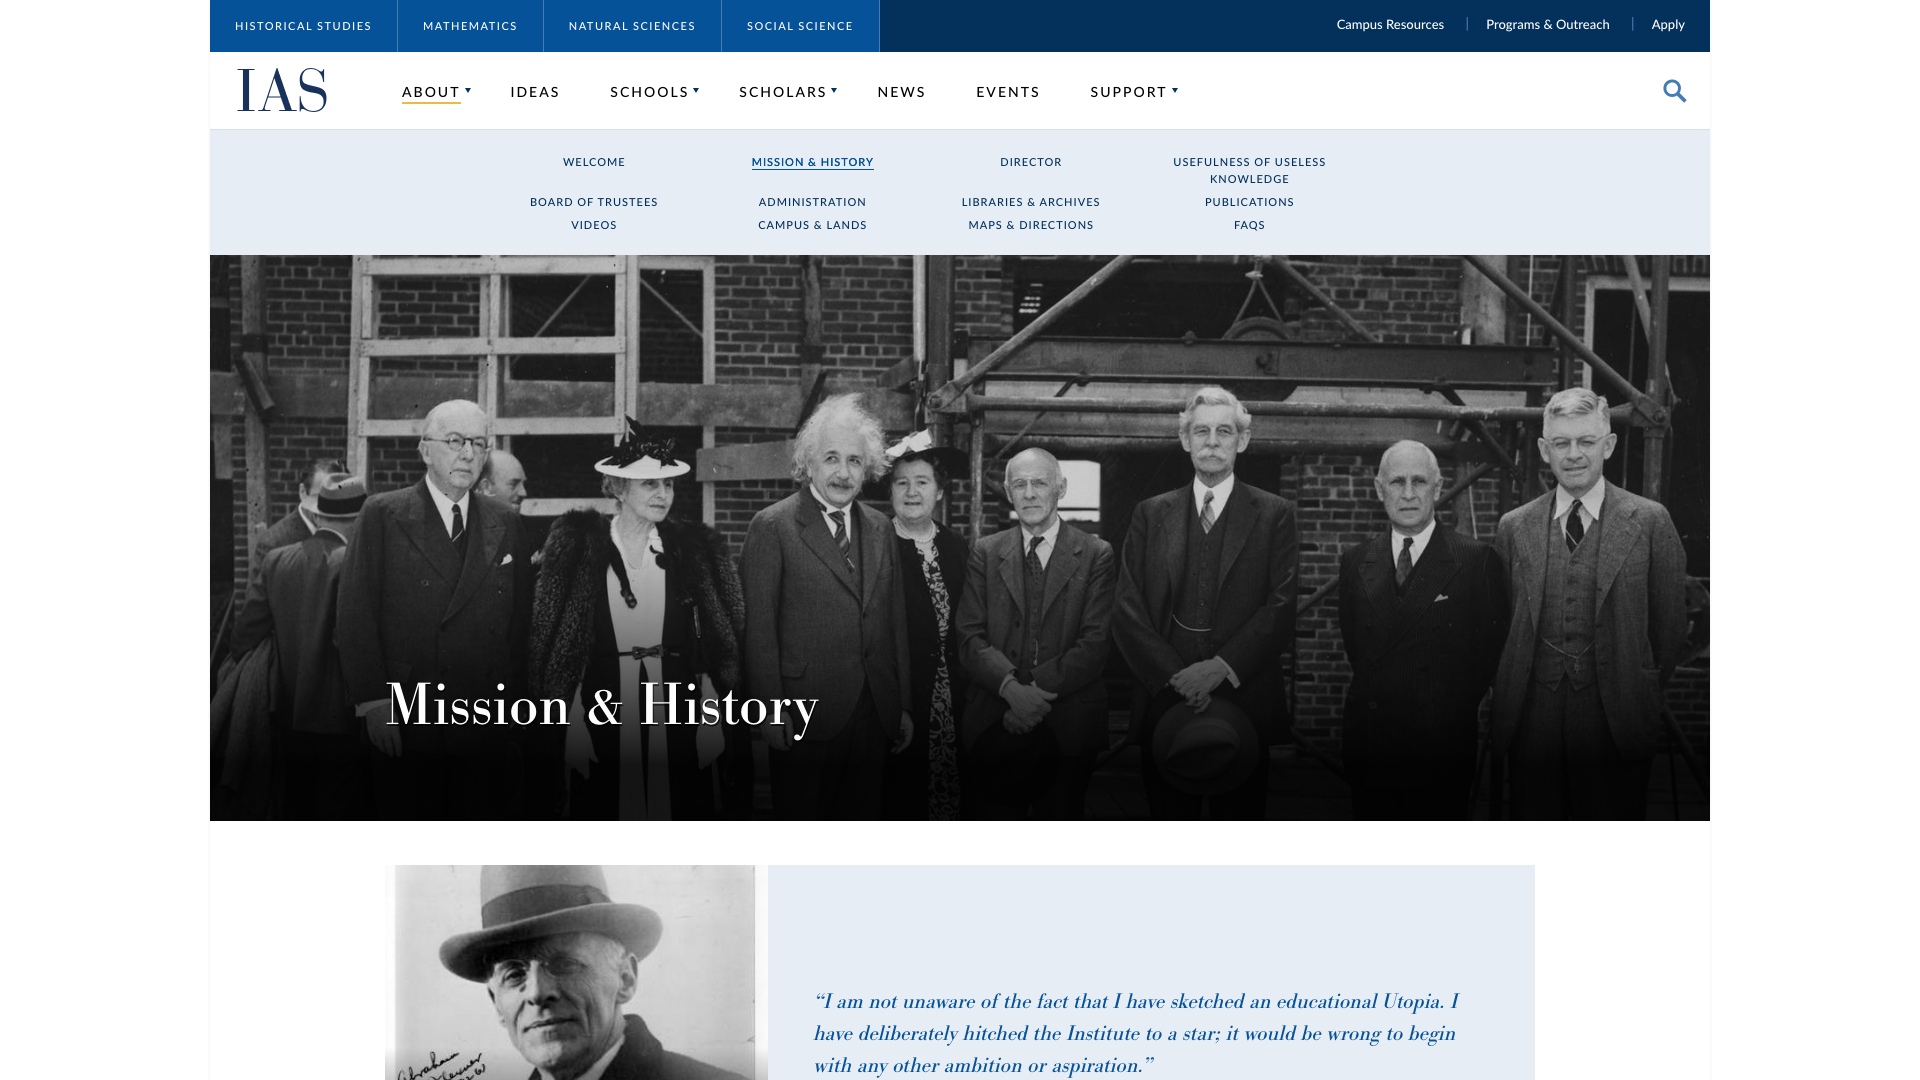 HISTORICAL STUDIES
MATHEMATICS
NATURAL SCIENCES
SOCIAL SCIENCE
Campus Resources
Programs & Outreach
Apply
IAS
ABOUT
IDEAS
SCHOOLS
SCHOLARS
NEWS
EVENTS
SUPPORT
WELCOME
MISSION & HISTORY
DIRECTOR
USEFULNESS OF USELESS
KNOWLEDGE
BOARD OF TRUSTEES
ADMINISTRATION
LIBRARIES & ARCHIVES
PUBLICATIONS
VIDEOS
CAMPUS & LANDS
MAPS & DIRECTIONS
FAQS
Mission & History
Abraham
Flexner
“I am not unaware of the fact that I have sketched an educational Utopia. I
have deliberately hitched the Institute to a star; it would be wrong to begin
with any other ambition or aspiration.”